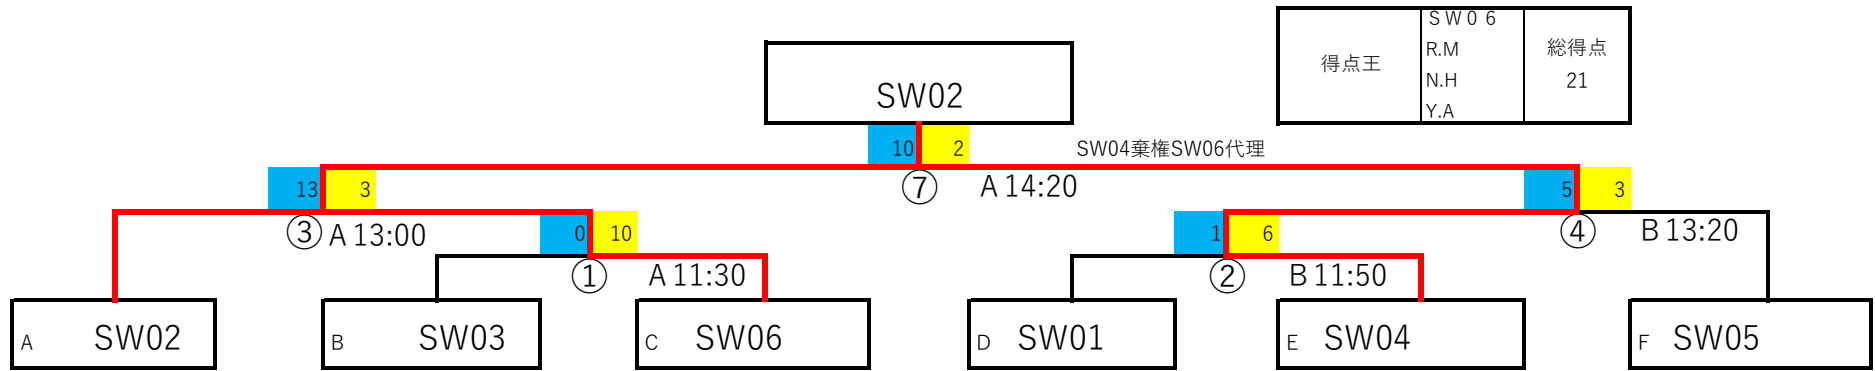 SW06
R.M
得点王
N.H
Y.A
総得点
21
SW02
10 2
SW04棄権SW06代理
⑦ A 14:20
13 3
5 3
③ A 13:00
④ B 13:20
0 10
1 6
① A 11:30
② B 11:50
A SW02
B SW03
C SW06
D SW01
E SW04
F SW05